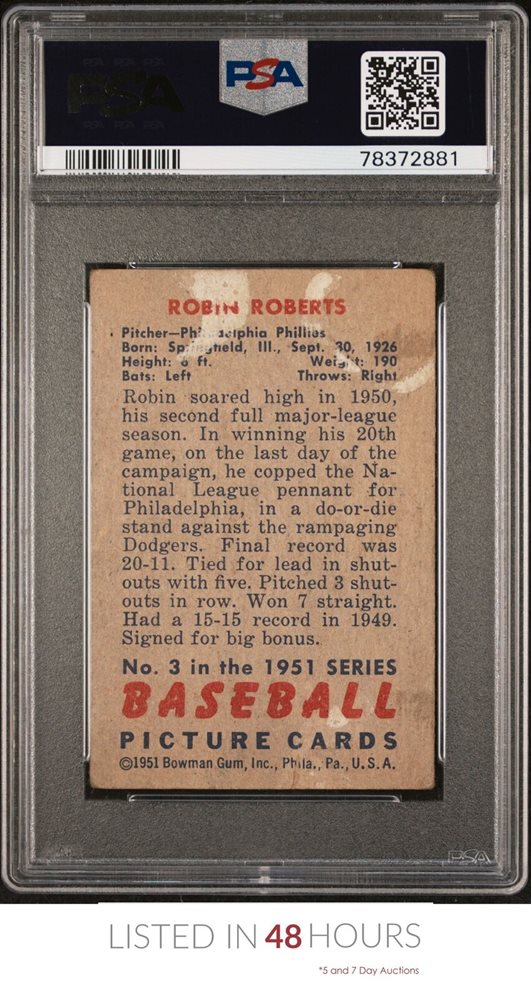 PSA
PSA
78372881
ROBIN ROBERTS
Pitcher—Philadelphia Phillies
Born: Springfield, Ill., Sept. 30, 1926
Height: 6 ft. Weight: 190
Bats: Left Throws: Right
Robin soared high in 1950,
his second full major-league
season. In winning his 20th
game, on the last day of the
campaign, he copped the Na-
tional League pennant for
Philadelphia, in a do-or-die
stand against the rampaging
Dodgers. Final record was
20-11. Tied for lead in shut-
outs with five. Pitched 3 shut-
outs in row. Won 7 straight.
Had a 15-15 record in 1949.
Signed for big bonus.
No. 3 in the 1951 SERIES
BASEBALL
PICTURE CARDS
©1951 Bowman Gum, Inc., Phila., Pa., U.S.A.
PSA
LISTED IN 48 HOURS
*5 and 7 Day Auctions